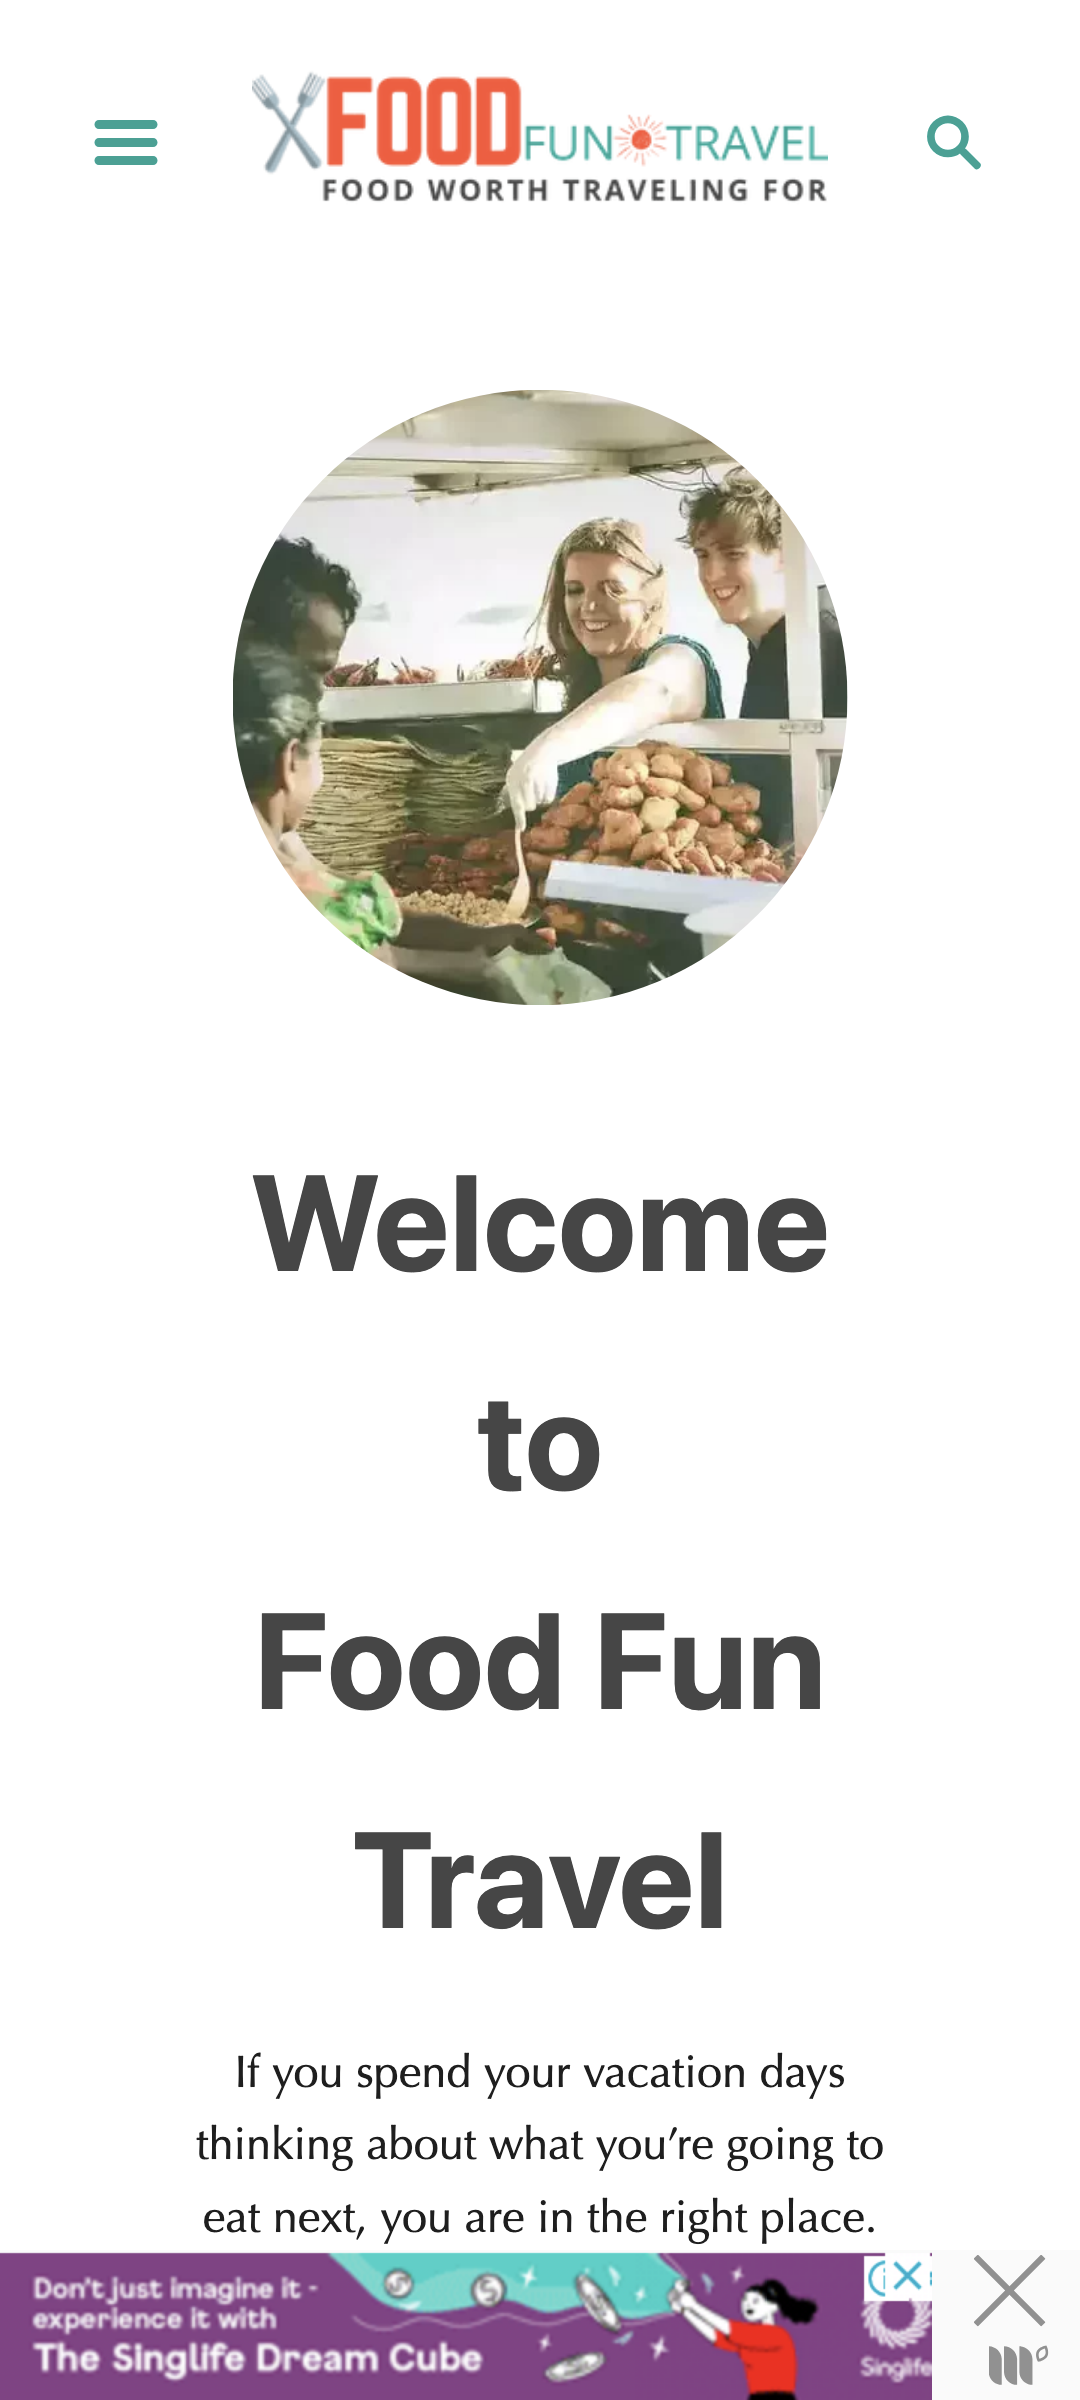 FOOD FUN TRAVEL
FOOD WORTH TRAVELING FOR
Welcome
to
Food Fun
Travel
If you spend your vacation days
thinking about what you’re going to
eat next, you are in the right place.
Don't just imagine it -
experience it with
The Singlife Dream Cube
Singlife